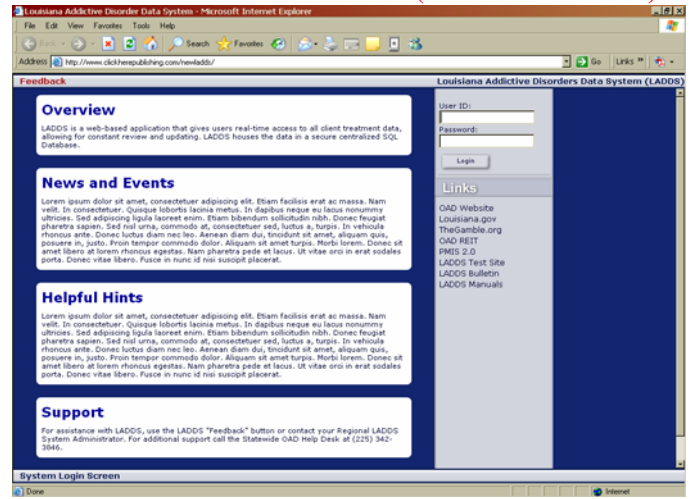 Louisiana Addictive Disorder Data System - Microsoft Internet Explorer
File Edit View Favorites Tools Help
Back Search Favorites
Address http://www.clickherepublishing.com/newladds/ Go Links »
Feedback Louisiana Addictive Disorders Data System (LADDS)
Overview
LADDS is a web-based application that gives users real-time access to all client treatment data,
allowing for constant review and updating. LADDS houses the data in a secure centralized SQL
Database.
News and Events
Lorem ipsum dolor sit amet, consectetuer adipiscing elit. Etiam facilisis erat ac massa. Nam
velit. In consectetuer. Quisque lobortis lacinia metus. In dapibus neque eu lacus nonummy
ultricies. Sed adipiscing ligula laoreet enim. Etiam bibendum sollicitudin nibh. Donec feugiat
pharetra sapien. Sed nisl urna, commodo at, consectetuer sed, luctus a, turpis. In vehicula
rhoncus ante. Donec luctus diam nec leo. Aenean diam dui, tincidunt sit amet, aliquam quis,
posuere in, justo. Proin tempor commodo dolor. Aliquam sit amet turpis. Morbi lorem. Donec sit
amet libero at lorem rhoncus egestas. Nam pharetra pede et lacus. Ut vitae orci in erat sodales
porta. Donec vitae libero. Fusce in nunc id nisi suscipit placerat.
Helpful Hints
Lorem ipsum dolor sit amet, consectetuer adipiscing elit. Etiam facilisis erat ac massa. Nam
velit. In consectetuer. Quisque lobortis lacinia metus. In dapibus neque eu lacus nonummy
ultricies. Sed adipiscing ligula laoreet enim. Etiam bibendum sollicitudin nibh. Donec feugiat
pharetra sapien. Sed nisl urna, commodo at, consectetuer sed, luctus a, turpis. In vehicula
rhoncus ante. Donec luctus diam nec leo. Aenean diam dui, tincidunt sit amet, aliquam quis,
posuere in, justo. Proin tempor commodo dolor. Aliquam sit amet turpis. Morbi lorem. Donec sit
amet libero at lorem rhoncus egestas. Nam pharetra pede et lacus. Ut vitae orci in erat sodales
porta. Donec vitae libero. Fusce in nunc id nisi suscipit placerat.
Support
For assistance with LADDS, use the LADDS "Feedback" button or contact your Regional LADDS
System Administrator. For additional support call the Statewide OAD Help Desk at (225) 342-
3846.
User ID:
Password:
Login
Links
OAD Website
Louisiana.gov
TheGamble.org
OAD REIT
PMIS 2.0
LADDS Test Site
LADDS Bulletin
LADDS Manuals
System Login Screen
Done Internet